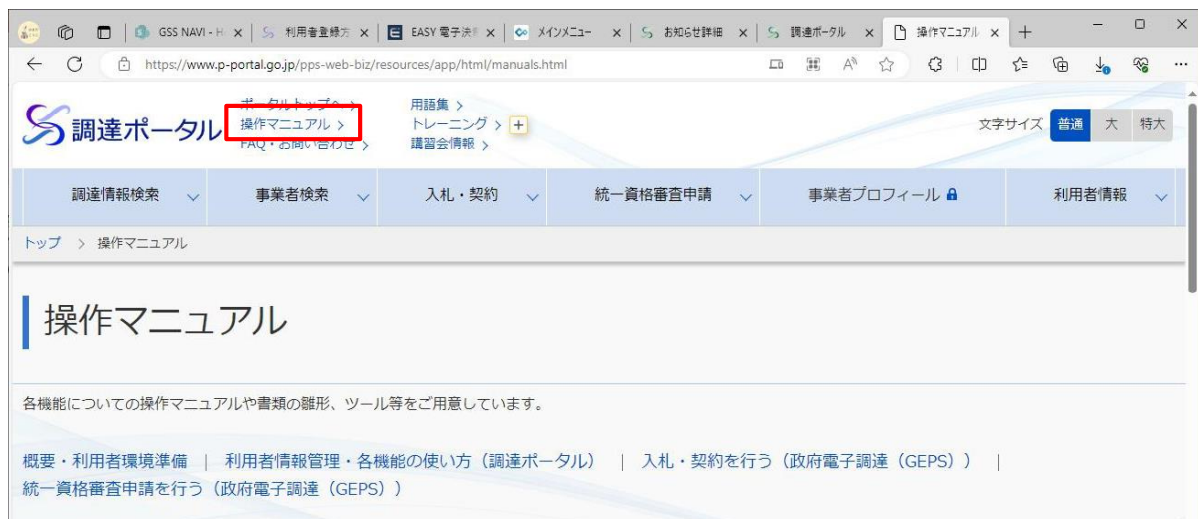 GSS NAVI - H
利用者登録方
EASY 電子決
メインメニュー
お知らせ詳細
調達ポータル
操作マニュアル
https://www.p-portal.go.jp/pps-web-biz/resources/app/html/manuals.html
調達ポータル
ポータルトップへ >
操作マニュアル >
FAQ・お問い合わせ >
用語集 >
トレーニング > +
講習会情報 >
文字サイズ 普通 大 特大
調達情報検索 事業者検索 入札・契約 統一資格審査申請 事業者プロフィール 利用者情報
トップ > 操作マニュアル
操作マニュアル
各機能についての操作マニュアルや書類の雛形、ツール等をご用意しています。
概要・利用者環境準備 | 利用者情報管理・各機能の使い方（調達ポータル） | 入札・契約を行う（政府電子調達（GEPS）） |
統一資格審査申請を行う（政府電子調達（GEPS））